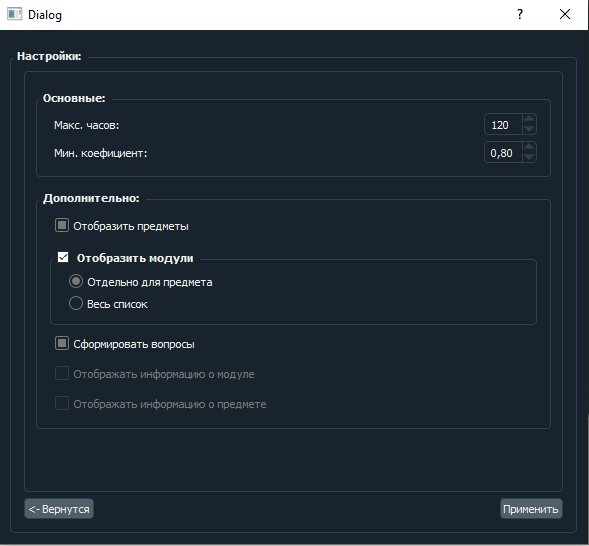 Dialog
Настройки:
Основные:
Макс. часов: 120
Мин. коефициент: 0,80
Дополнительно:
Отобразить предметы
Отобразить модули
Отдельно для предмета
Весь список
Сформировать вопросы
Отображать информацию о модуле
Отображать информацию о предмете
<- Вернутся Применить